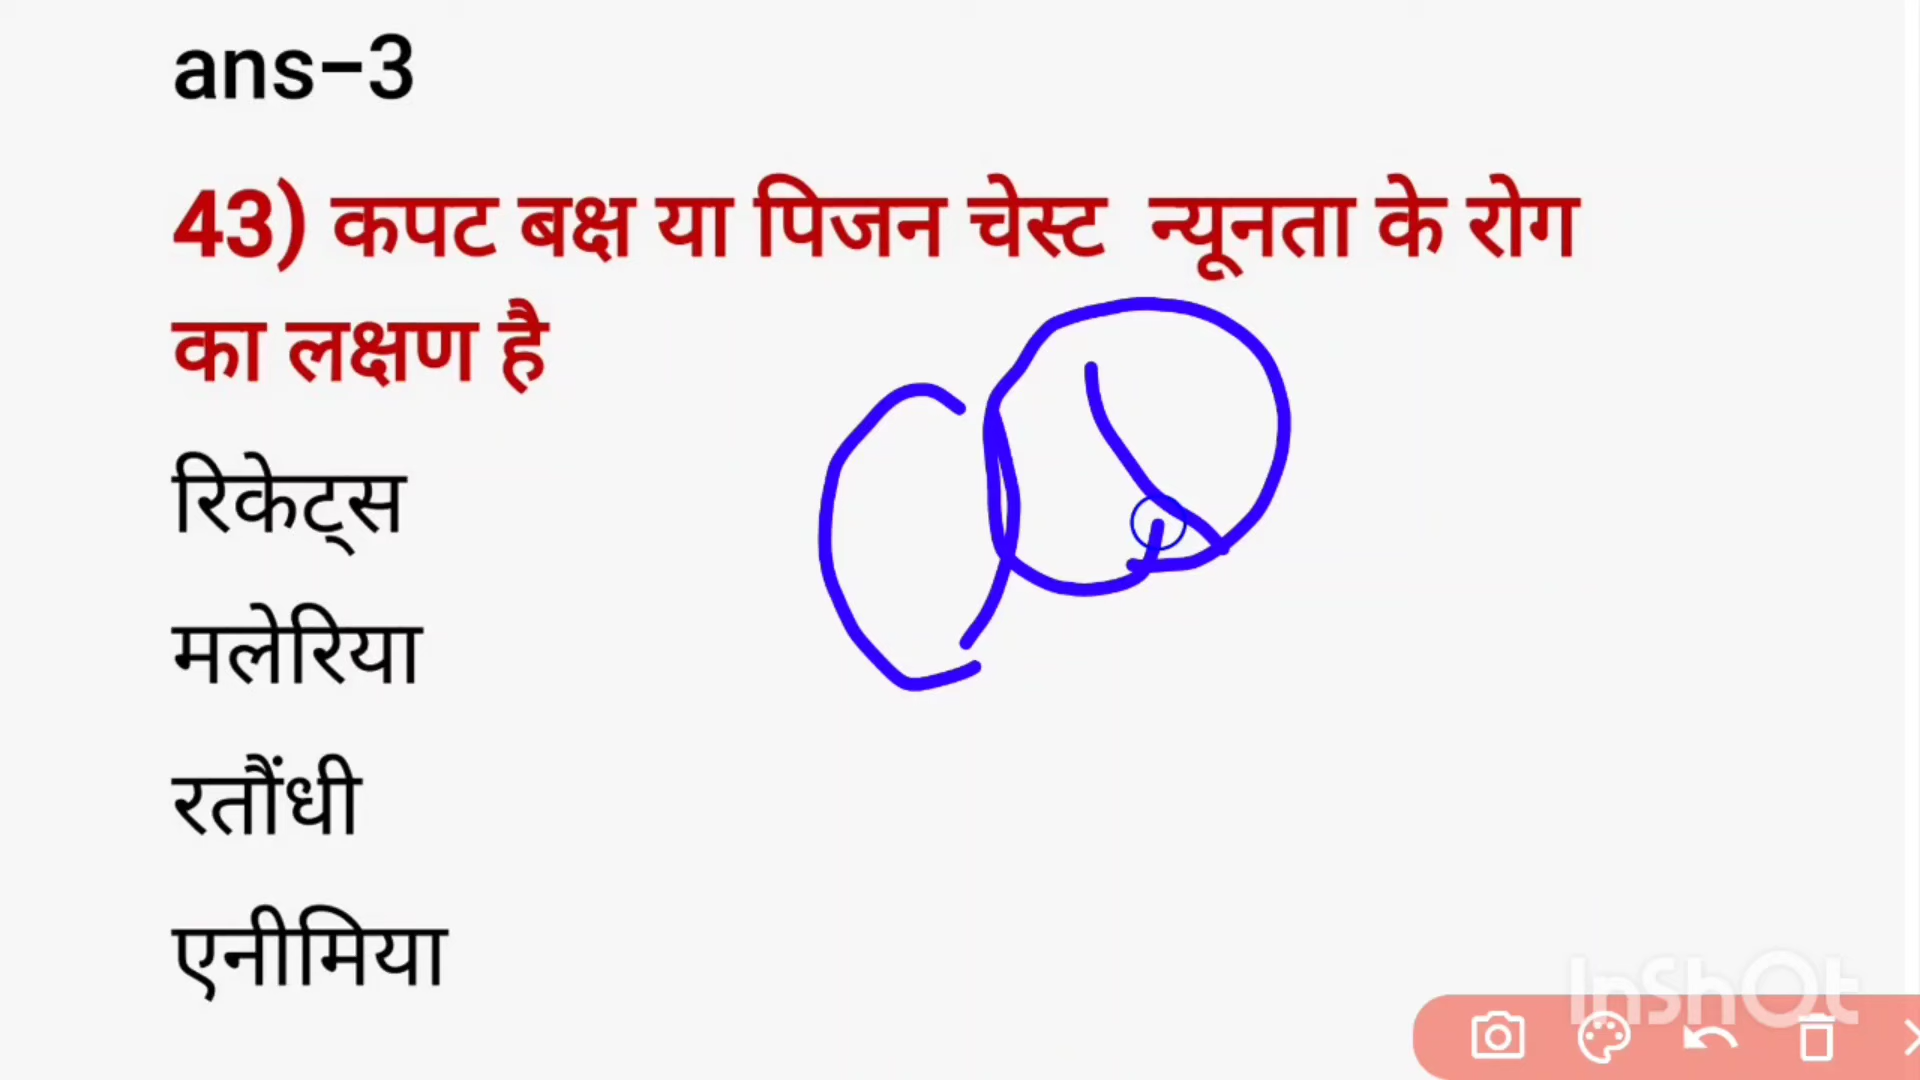 ans–3
43) कपट बक्ष या पिजन चेस्ट न्यूनता के रोग
का लक्षण है
रिकेट्स
मलेरिया
रतौंधी
एनीमिया
InShOt